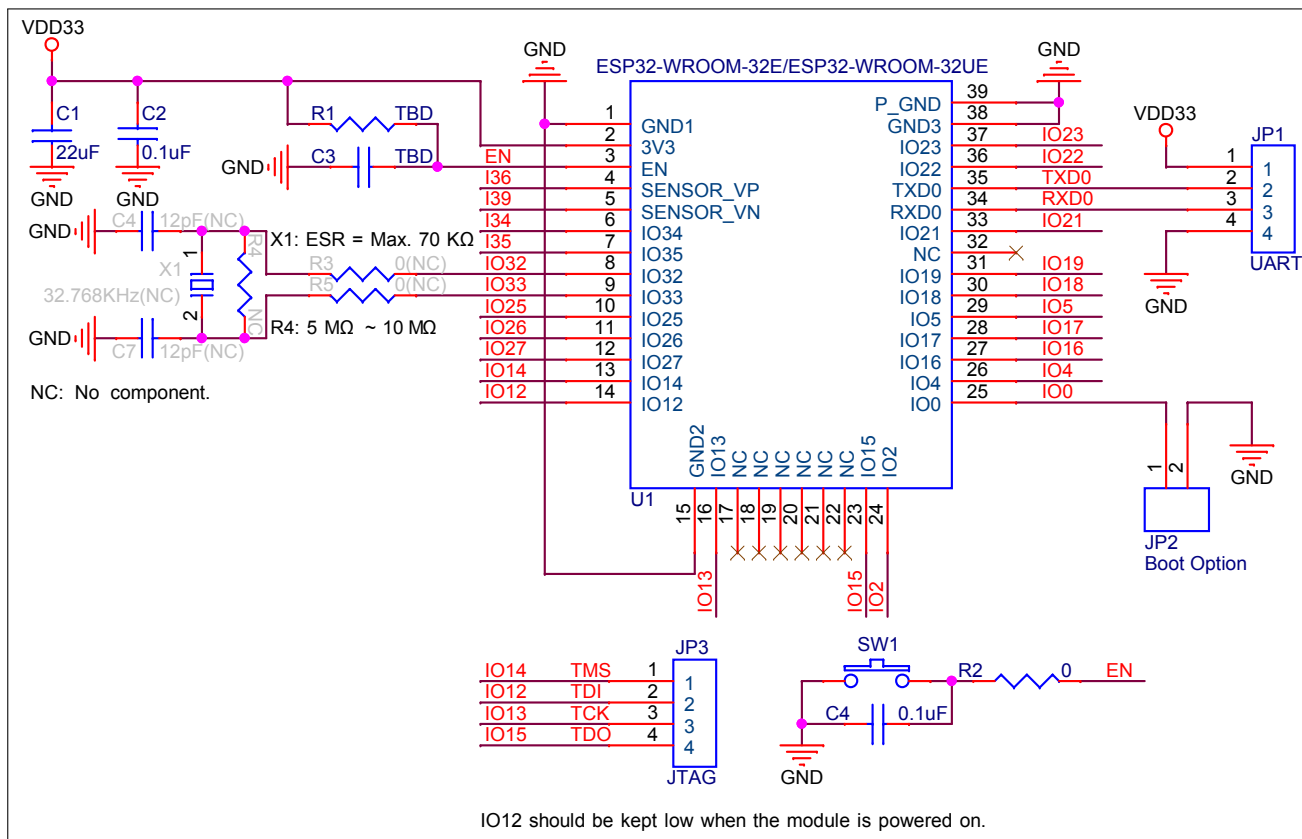 VDD33
C1
22uF
GND
C2
0.1uF
GND
R1 TBD
GND C3 TBD
GND C4 12pF(NC)
1
X1
32.768KHz(NC)
2
R4
NC
GND C7 12pF(NC)
X1: ESR = Max. 70 KΩ
R3 0(NC)
R5 0(NC)
R4: 5 MΩ ~ 10 MΩ
NC: No component.
GND
ESP32-WROOM-32E/ESP32-WROOM-32UE
1 GND1
2 3V3
EN 3 EN
I36 4 SENSOR_VP
I39 5 SENSOR_VN
I34 6 IO34
I35 7 IO35
IO32 8 IO32
IO33 9 IO33
IO25 10 IO25
IO26 11 IO26
IO27 12 IO27
IO14 13 IO14
IO12 14 IO12
GND
P_GND 39
GND3 38
IO23 37 IO23
IO22 36 IO22
TXD0 35 TXD0
RXD0 34 RXD0
IO21 33 IO21
NC 32
IO19 31 IO19
IO18 30 IO18
IO5 29 IO5
IO17 28 IO17
IO16 27 IO16
IO4 26 IO4
IO0 25 IO0
GND2 IO13 NC NC NC NC NC NC IO15 IO2
U1
15 16 17 18 19 20 21 22 23 24
IO13 IO15 IO2
VDD33
JP1
1 1
2 2
3 3
4 4
UART
GND
1 2
GND
JP2
Boot Option
JP3
IO14 TMS 1 1
IO12 TDI 2 2
IO13 TCK 3 3
IO15 TDO 4 4
JTAG
SW1
R2 0 EN
C4 0.1uF
GND
IO12 should be kept low when the module is powered on.